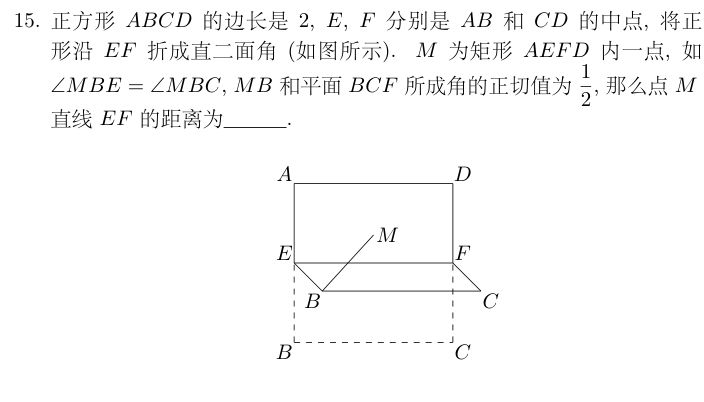 15. 正方形 ABCD 的边长是 2, E, F 分别是 AB 和 CD 的中点, 将正
形沿 EF 折成直二面角 (如图所示). M 为矩形 AEFD 内一点, 如
∠MBE = ∠MBC, MB 和平面 BCF 所成角的正切值为 1/2, 那么点 M
直线 EF 的距离为______.
A D
M
E F
B C
B C